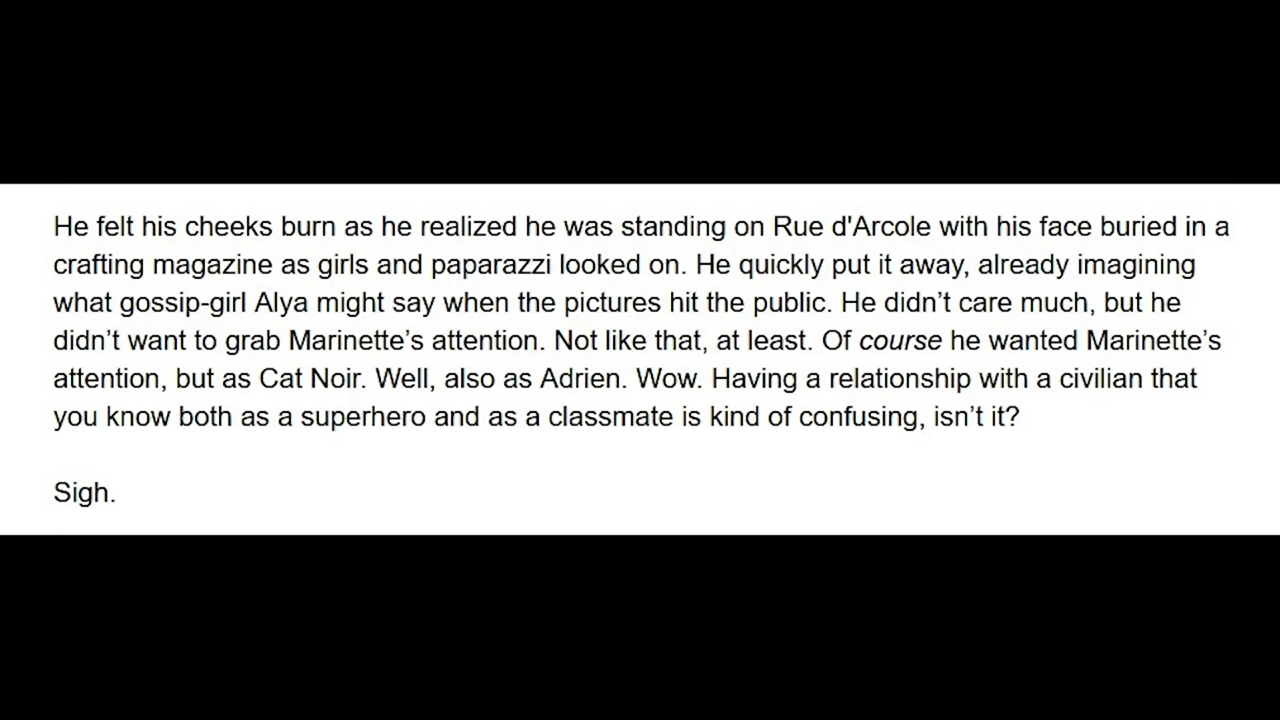 He felt his cheeks burn as he realized he was standing on Rue d'Arcole with his face buried in a
crafting magazine as girls and paparazzi looked on. He quickly put it away, already imagining
what gossip-girl Alya might say when the pictures hit the public. He didn’t care much, but he
didn’t want to grab Marinette’s attention. Not like that, at least. Of course he wanted Marinette’s
attention, but as Cat Noir. Well, also as Adrien. Wow. Having a relationship with a civilian that
you know both as a superhero and as a classmate is kind of confusing, isn’t it?
Sigh.